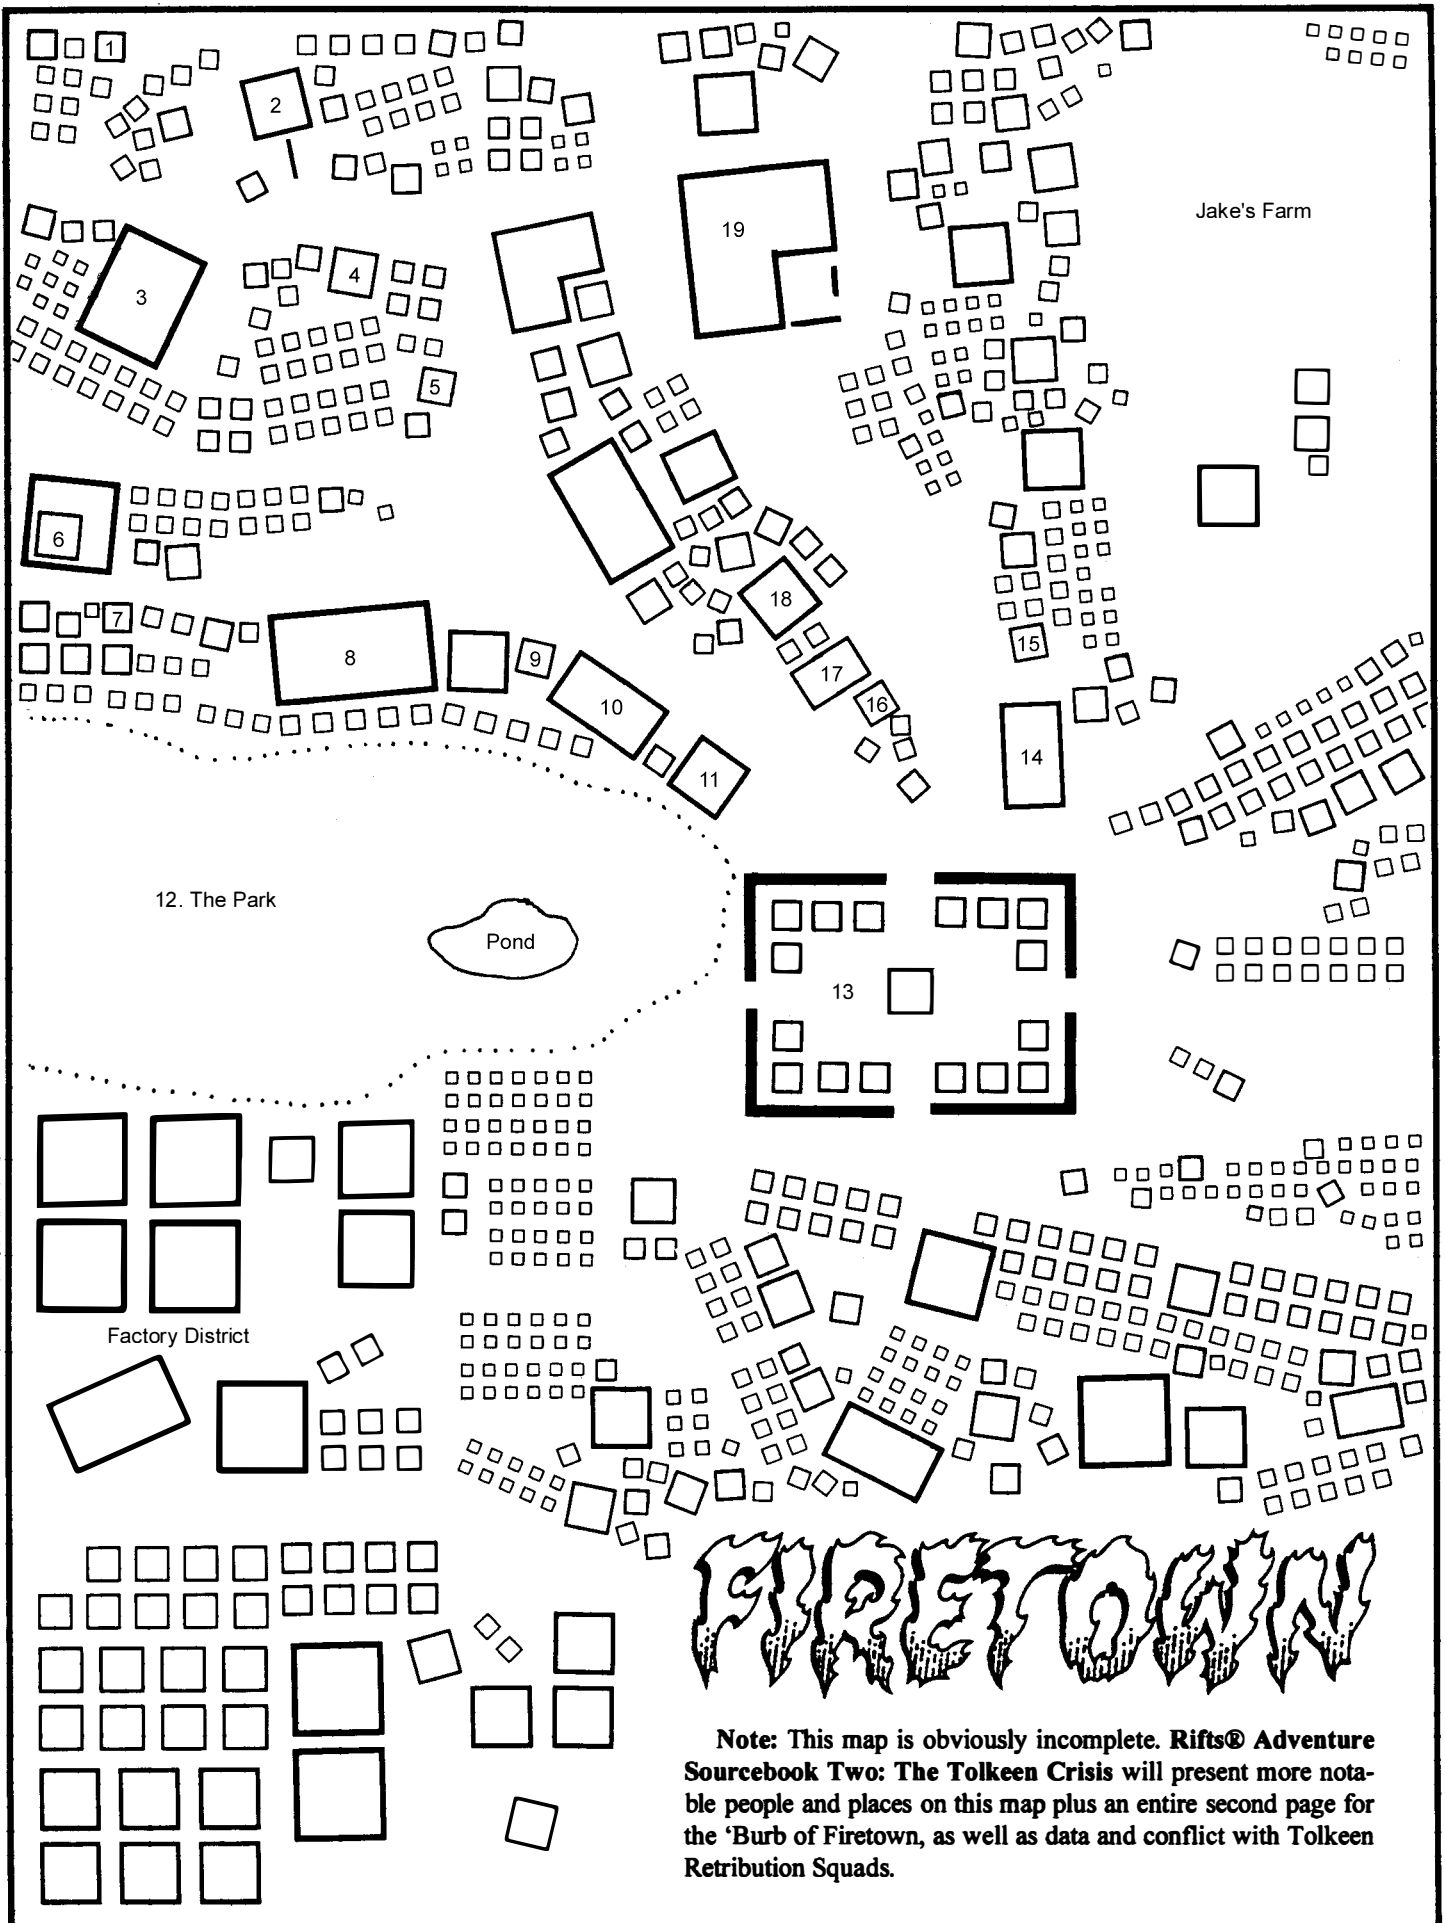 1
2
19
Jake's Farm
3
4
5
6
7
18
15
8
9
17
10
16
14
11
12. The Park
Pond
13
Factory District
FIRETOWN
Note: This map is obviously incomplete. Rifts® Adventure
Sourcebook Two: The Tolkeen Crisis will present more nota-
ble people and places on this map plus an entire second page for
the ‘Burb of Firetown, as well as data and conflict with Tolkeen
Retribution Squads.